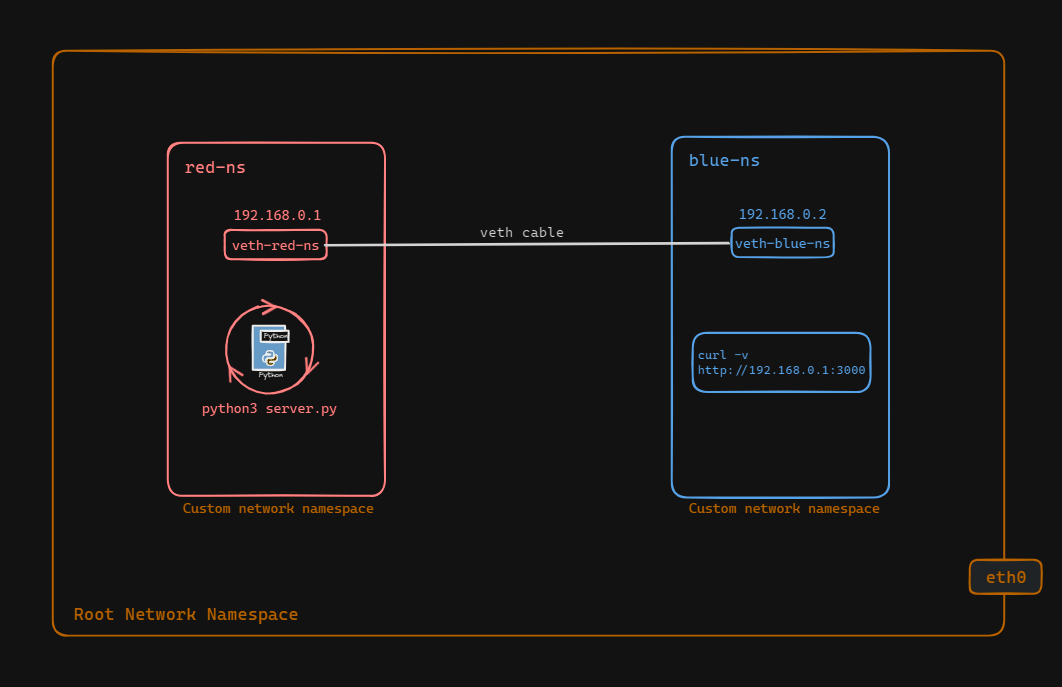 red-ns
192.168.0.1
veth-red-ns
Python
Python
python3 server.py
Custom network namespace
veth cable
blue-ns
192.168.0.2
veth-blue-ns
curl -v
http://192.168.0.1:3000
Custom network namespace
eth0
Root Network Namespace